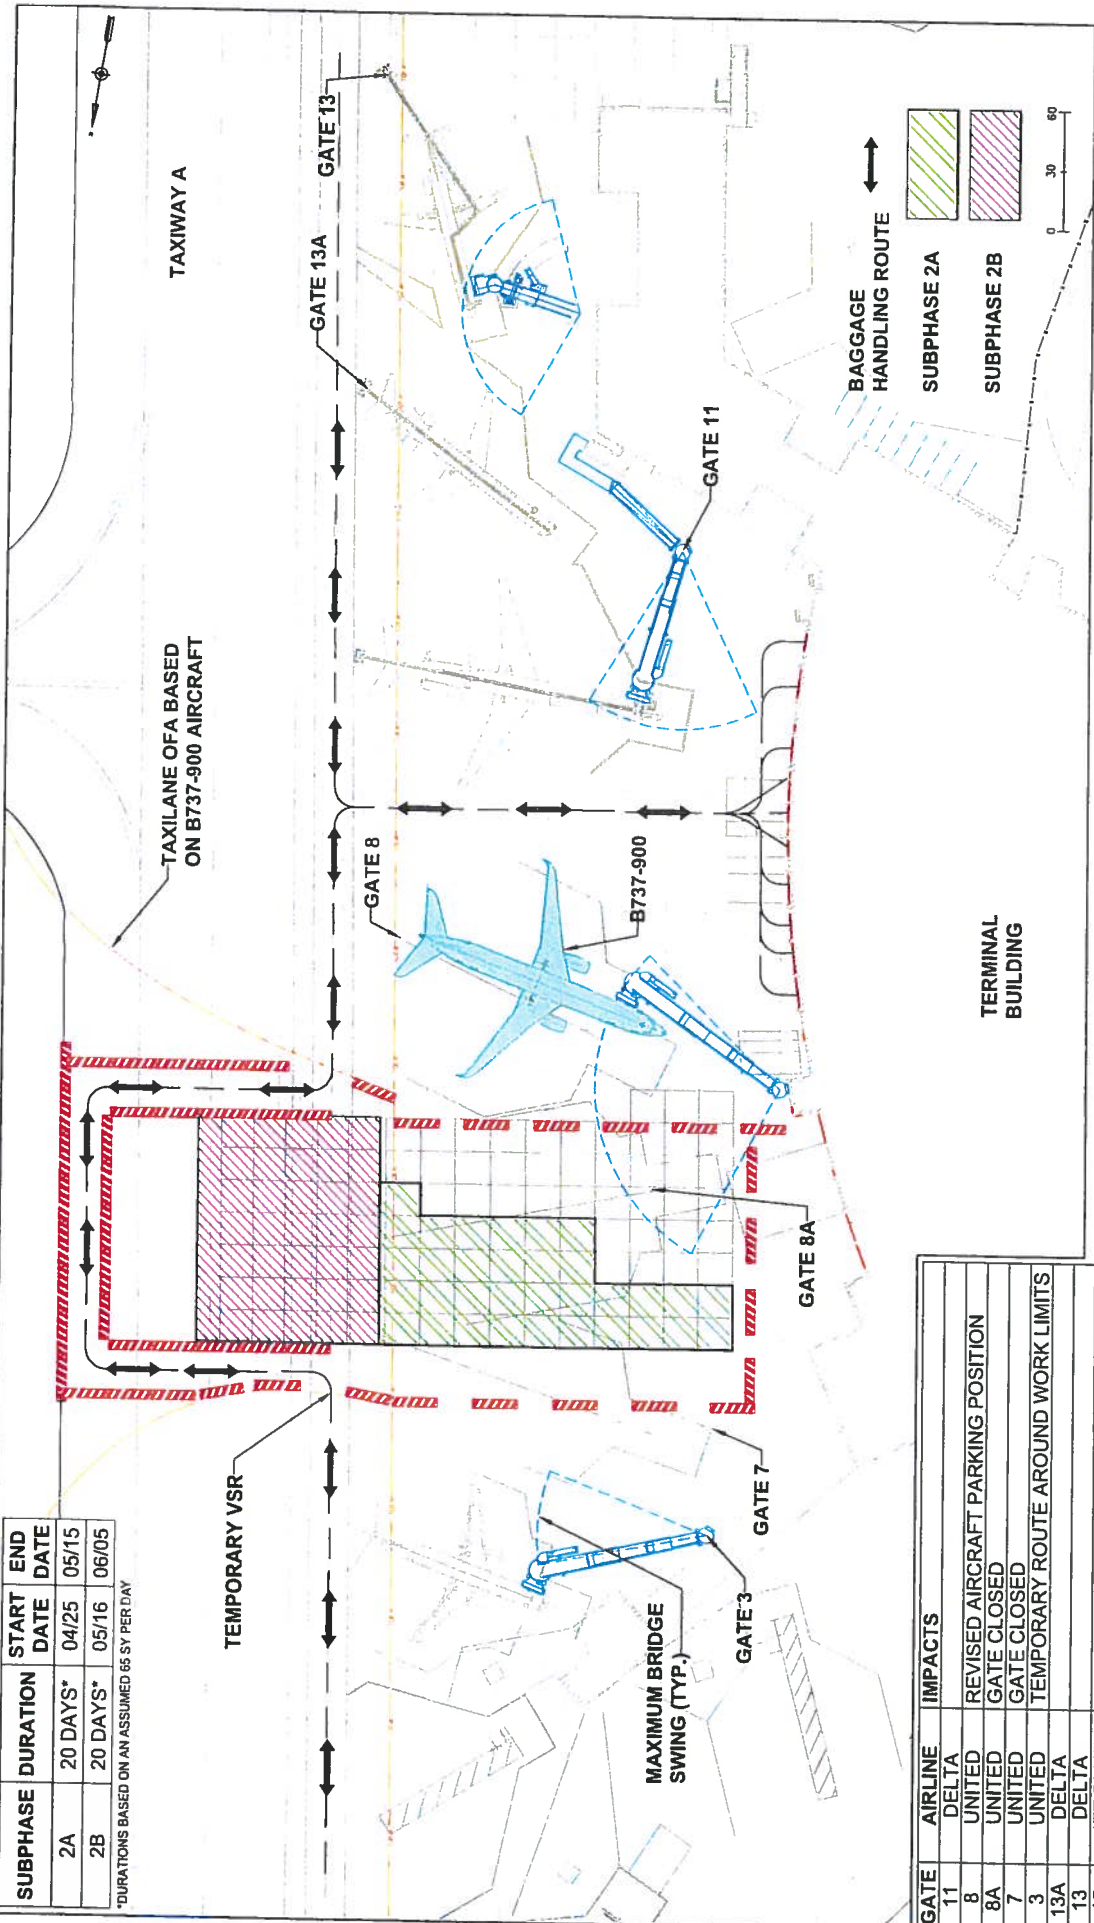 SUBPHASE DURATION START DATE END DATE
2A 20 DAYS* 04/25 05/15
2B 20 DAYS* 05/16 06/05
*DURATIONS BASED ON AN ASSUMED 65 SY PER DAY
TAXILANE OFA BASED
ON B737-900 AIRCRAFT
TAXIWAY A
TEMPORARY VSR
GATE 8
GATE 13A
GATE 13
B737-900
GATE 11
MAXIMUM BRIDGE
SWING (TYP.)
GATE 3
GATE 7
GATE 8A
TERMINAL
BUILDING
BAGGAGE
HANDLING ROUTE
SUBPHASE 2A
SUBPHASE 2B
0 30 60
GATE AIRLINE IMPACTS
11 DELTA
8 UNITED REVISED AIRCRAFT PARKING POSITION
8A UNITED GATE CLOSED
7 UNITED GATE CLOSED
3 UNITED TEMPORARY ROUTE AROUND WORK LIMITS
13A DELTA
13 DELTA